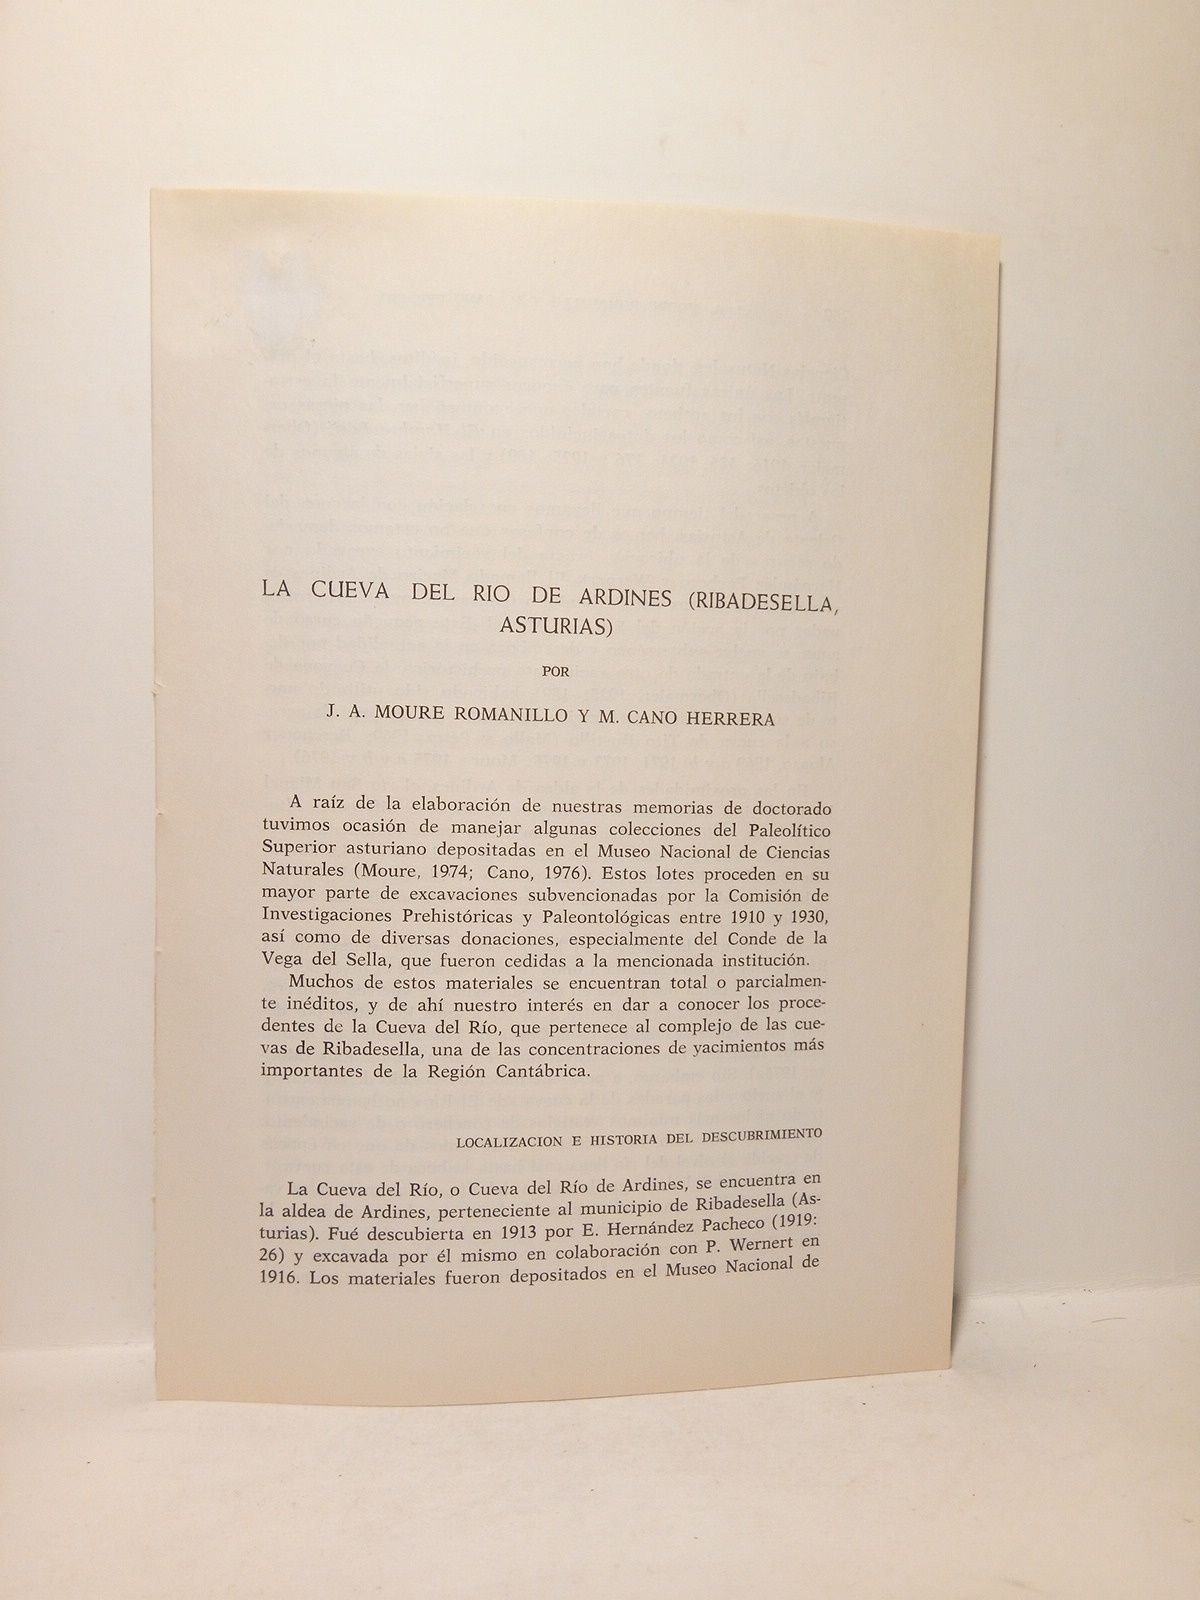 LA CUEVA DEL RIO DE ARDINES (RIBADESELLA,
ASTURIAS)
POR
J. A. MOURE ROMANILLO Y M. CANO HERRERA
A raíz de la elaboración de nuestras memorias de doctorado
tuvimos ocasión de manejar algunas colecciones del Paleolítico
Superior asturiano depositadas en el Museo Nacional de Ciencias
Naturales (Moure, 1974; Cano, 1976). Estos lotes proceden en su
mayor parte de excavaciones subvencionadas por la Comisión de
Investigaciones Prehistóricas y Paleontológicas entre 1910 y 1930,
así como de diversas donaciones, especialmente del Conde de la
Vega del Sella, que fueron cedidas a la mencionada institución.
Muchos de estos materiales se encuentran total o parcialmen-
te inéditos, y de ahí nuestro interés en dar a conocer los proce-
dentes de la Cueva del Río, que pertenece al complejo de las cue-
vas de Ribadesella, una de las concentraciones de yacimientos más
importantes de la Región Cantábrica.
LOCALIZACION E HISTORIA DEL DESCUBRIMIENTO
La Cueva del Río, o Cueva del Río de Ardines, se encuentra en
la aldea de Ardines, perteneciente al municipio de Ribadesella (As-
turias). Fué descubierta en 1913 por E. Hernández Pacheco (1919:
26) y excavada por él mismo en colaboración con P. Wernert en
1916. Los materiales fueron depositados en el Museo Nacional de